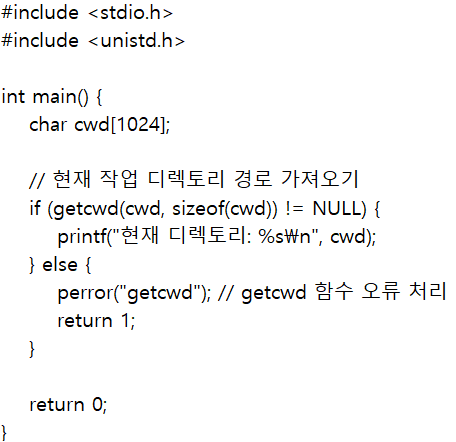 #include <stdio.h>
#include <unistd.h>
int main() {
char cwd[1024];
// 현재 작업 디렉토리 경로 가져오기
if (getcwd(cwd, sizeof(cwd)) != NULL) {
printf("현재 디렉토리: %s₩n", cwd);
} else {
perror("getcwd"); // getcwd 함수 오류 처리
return 1;
}
return 0;
}